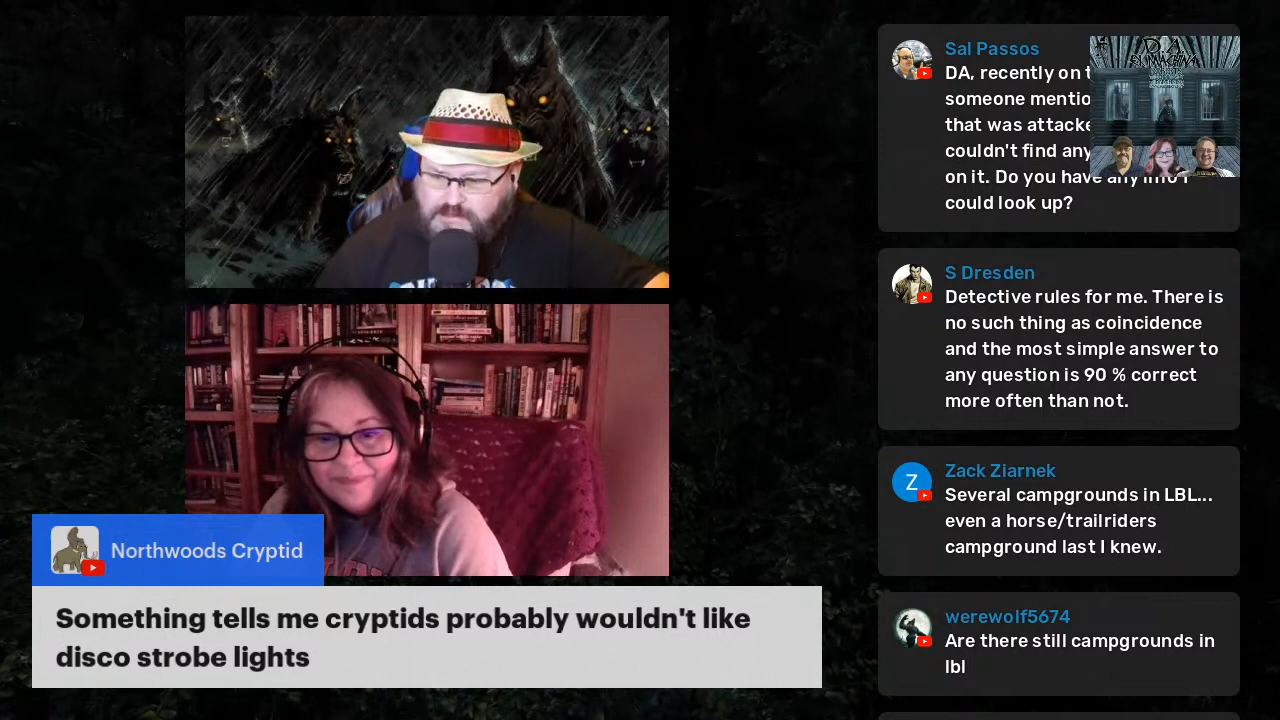 Northwoods Cryptid
Something tells me cryptids probably wouldn't like
disco strobe lights
Sal Passos
DA, recently on
someone mentio
that was attacke
couldn't find any
on it. Do you have any info I
could look up?
S Dresden
Detective rules for me. There is
no such thing as coincidence
and the most simple answer to
any question is 90 % correct
more often than not.
Z
Zack Ziarnek
Several campgrounds in LBL...
even a horse/trailriders
campground last I knew.
werewolf5674
Are there still campgrounds in
lbl